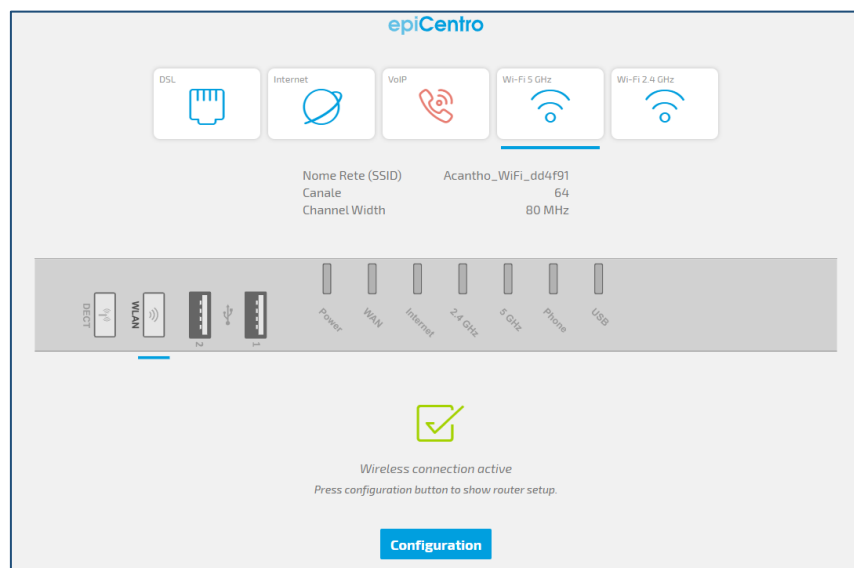 epiCentro
DSL
Internet
VoIP
Wi-Fi 5 GHz
Wi-Fi 2.4 GHz
Nome Rete (SSID) Acantho_WiFi_dd4f91
Canale 64
Channel Width 80 MHz
DECT
WLAN
2
1
Power
WAN
Internet
2.4 GHz
5 GHz
Phone
USB
Wireless connection active
Press configuration button to show router setup.
Configuration